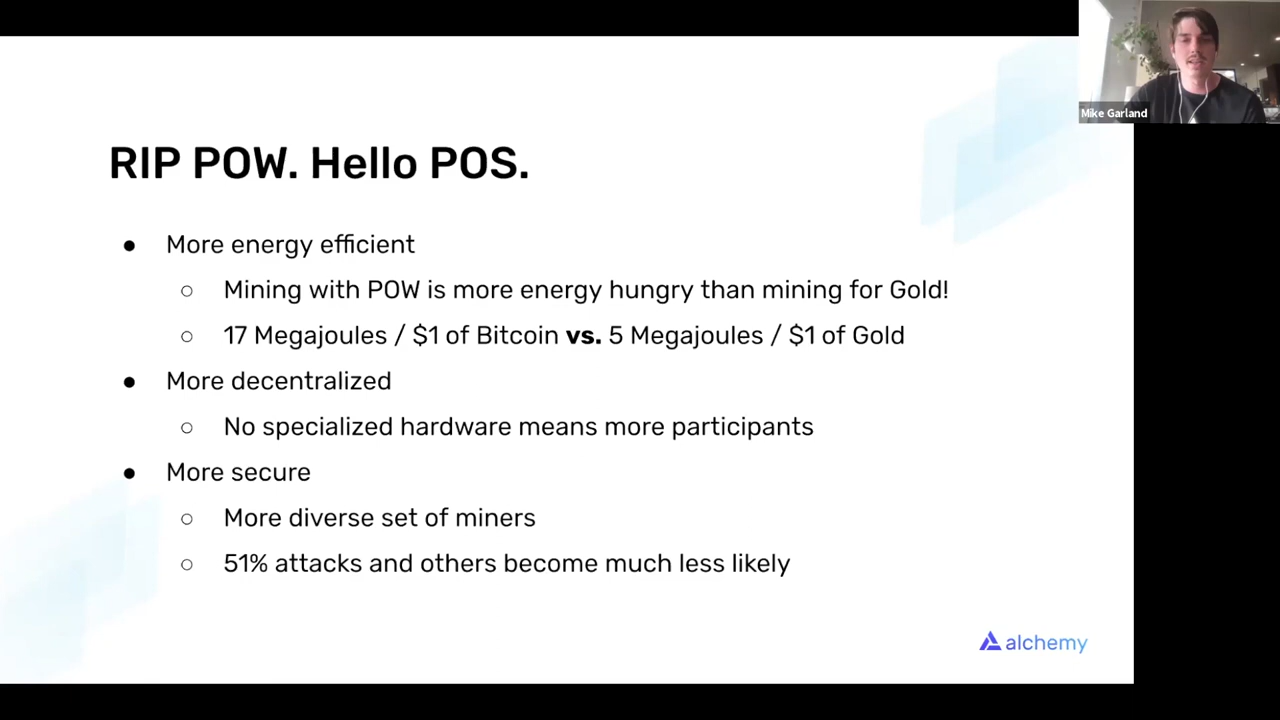 Mike Garland
RIP POW. Hello POS.
● More energy efficient
○ Mining with POW is more energy hungry than mining for Gold!
○ 17 Megajoules / $1 of Bitcoin vs. 5 Megajoules / $1 of Gold
● More decentralized
○ No specialized hardware means more participants
● More secure
○ More diverse set of miners
○ 51% attacks and others become much less likely
alchemy